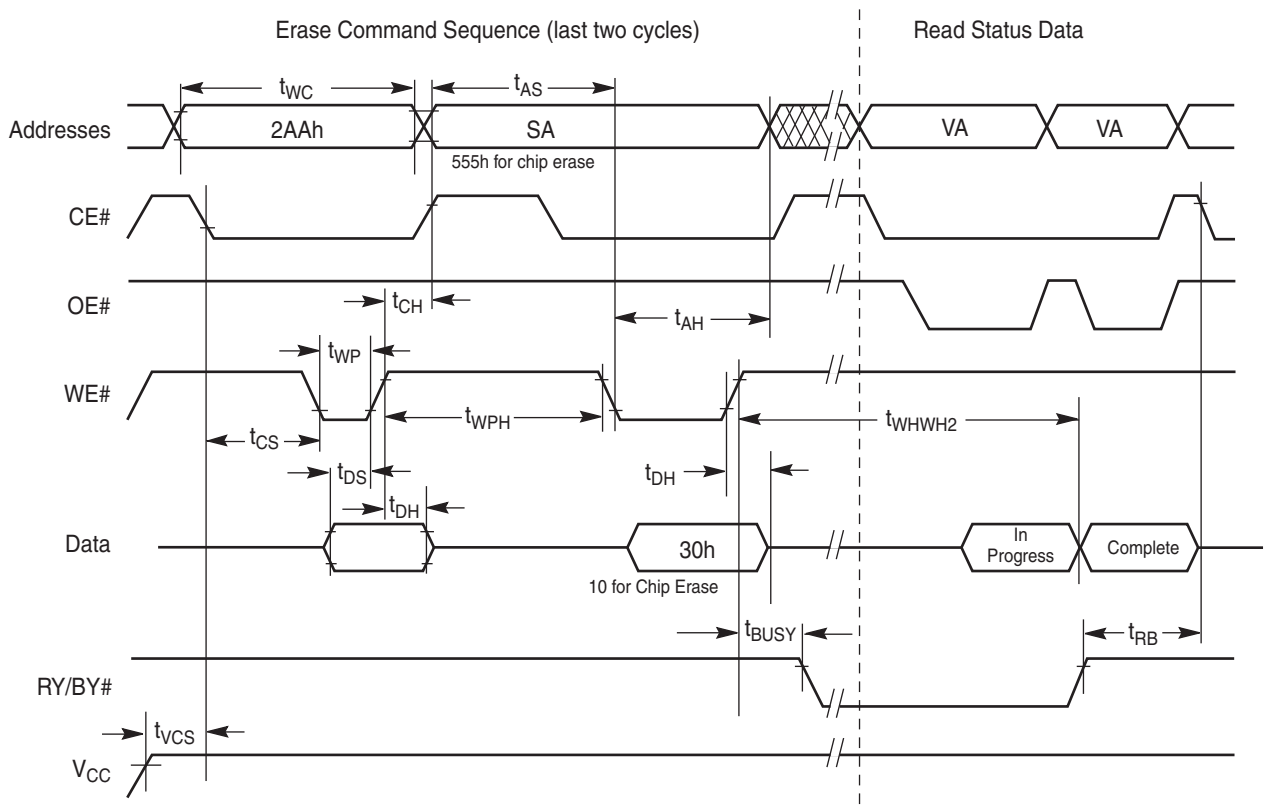 Erase Command Sequence (last two cycles)
Read Status Data
tWC
tAS
Addresses
2AAh
SA
VA
VA
555h for chip erase
CE#
OE#
tCH
tAH
tWP
WE#
tWPH
tWHWH2
tCS
tDS
tDH
tDH
Data
30h
In
Progress
Complete
10 for Chip Erase
tBUSY
tRB
RY/BY#
tVCS
VCC